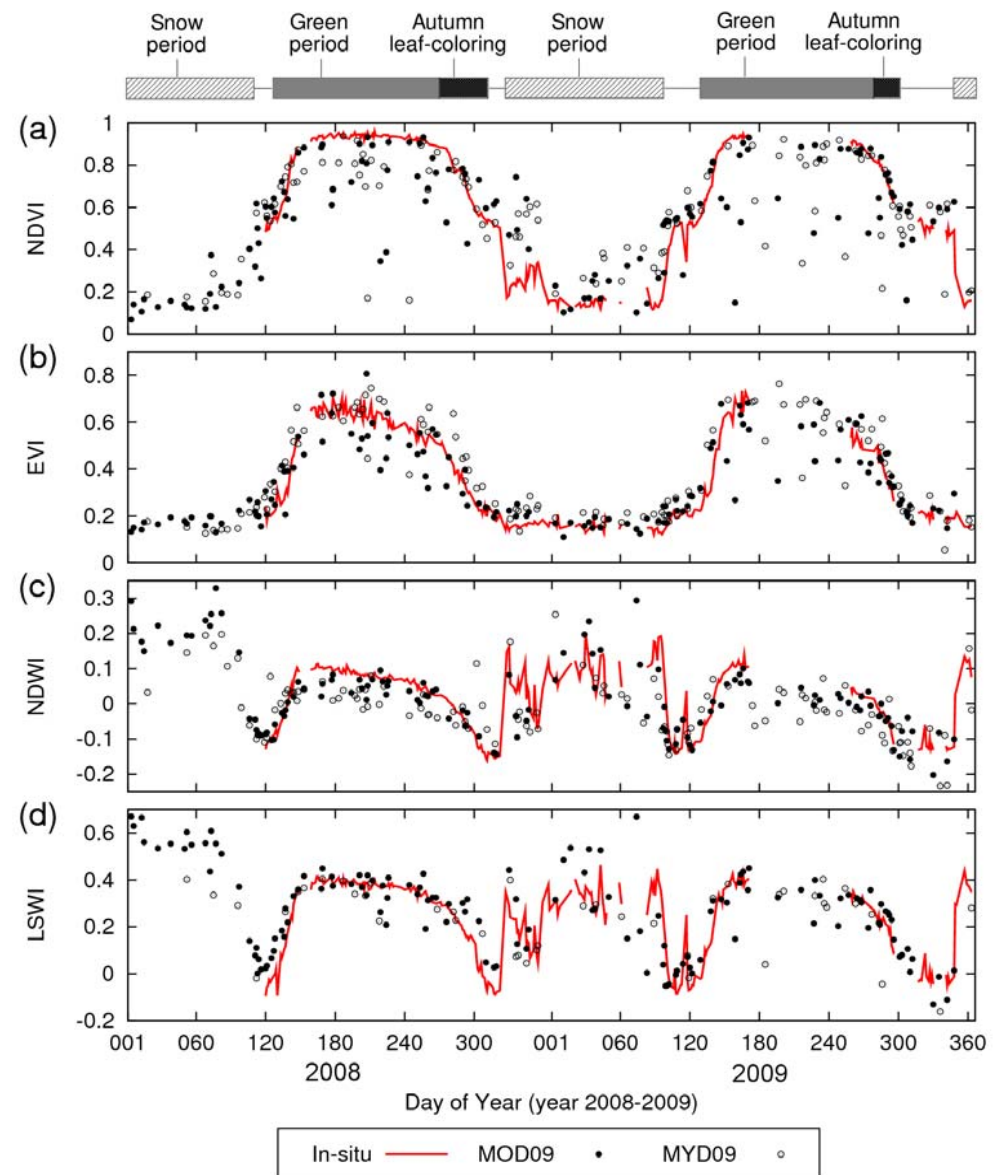 Snow period
Green period
Autumn leaf-coloring
Snow period
Green period
Autumn leaf-coloring
(a)
1
0.8
0.6
0.4
0.2
0
NDVI
(b)
0.8
0.6
0.4
0.2
0
EVI
(c)
0.3
0.2
0.1
0
-0.1
-0.2
NDWI
(d)
0.6
0.4
0.2
0
-0.2
LSWI
001 060 120 180 240 300 001 060 120 180 240 300 360
2008 2009
Day of Year (year 2008-2009)
In-situ MOD09 MYD09